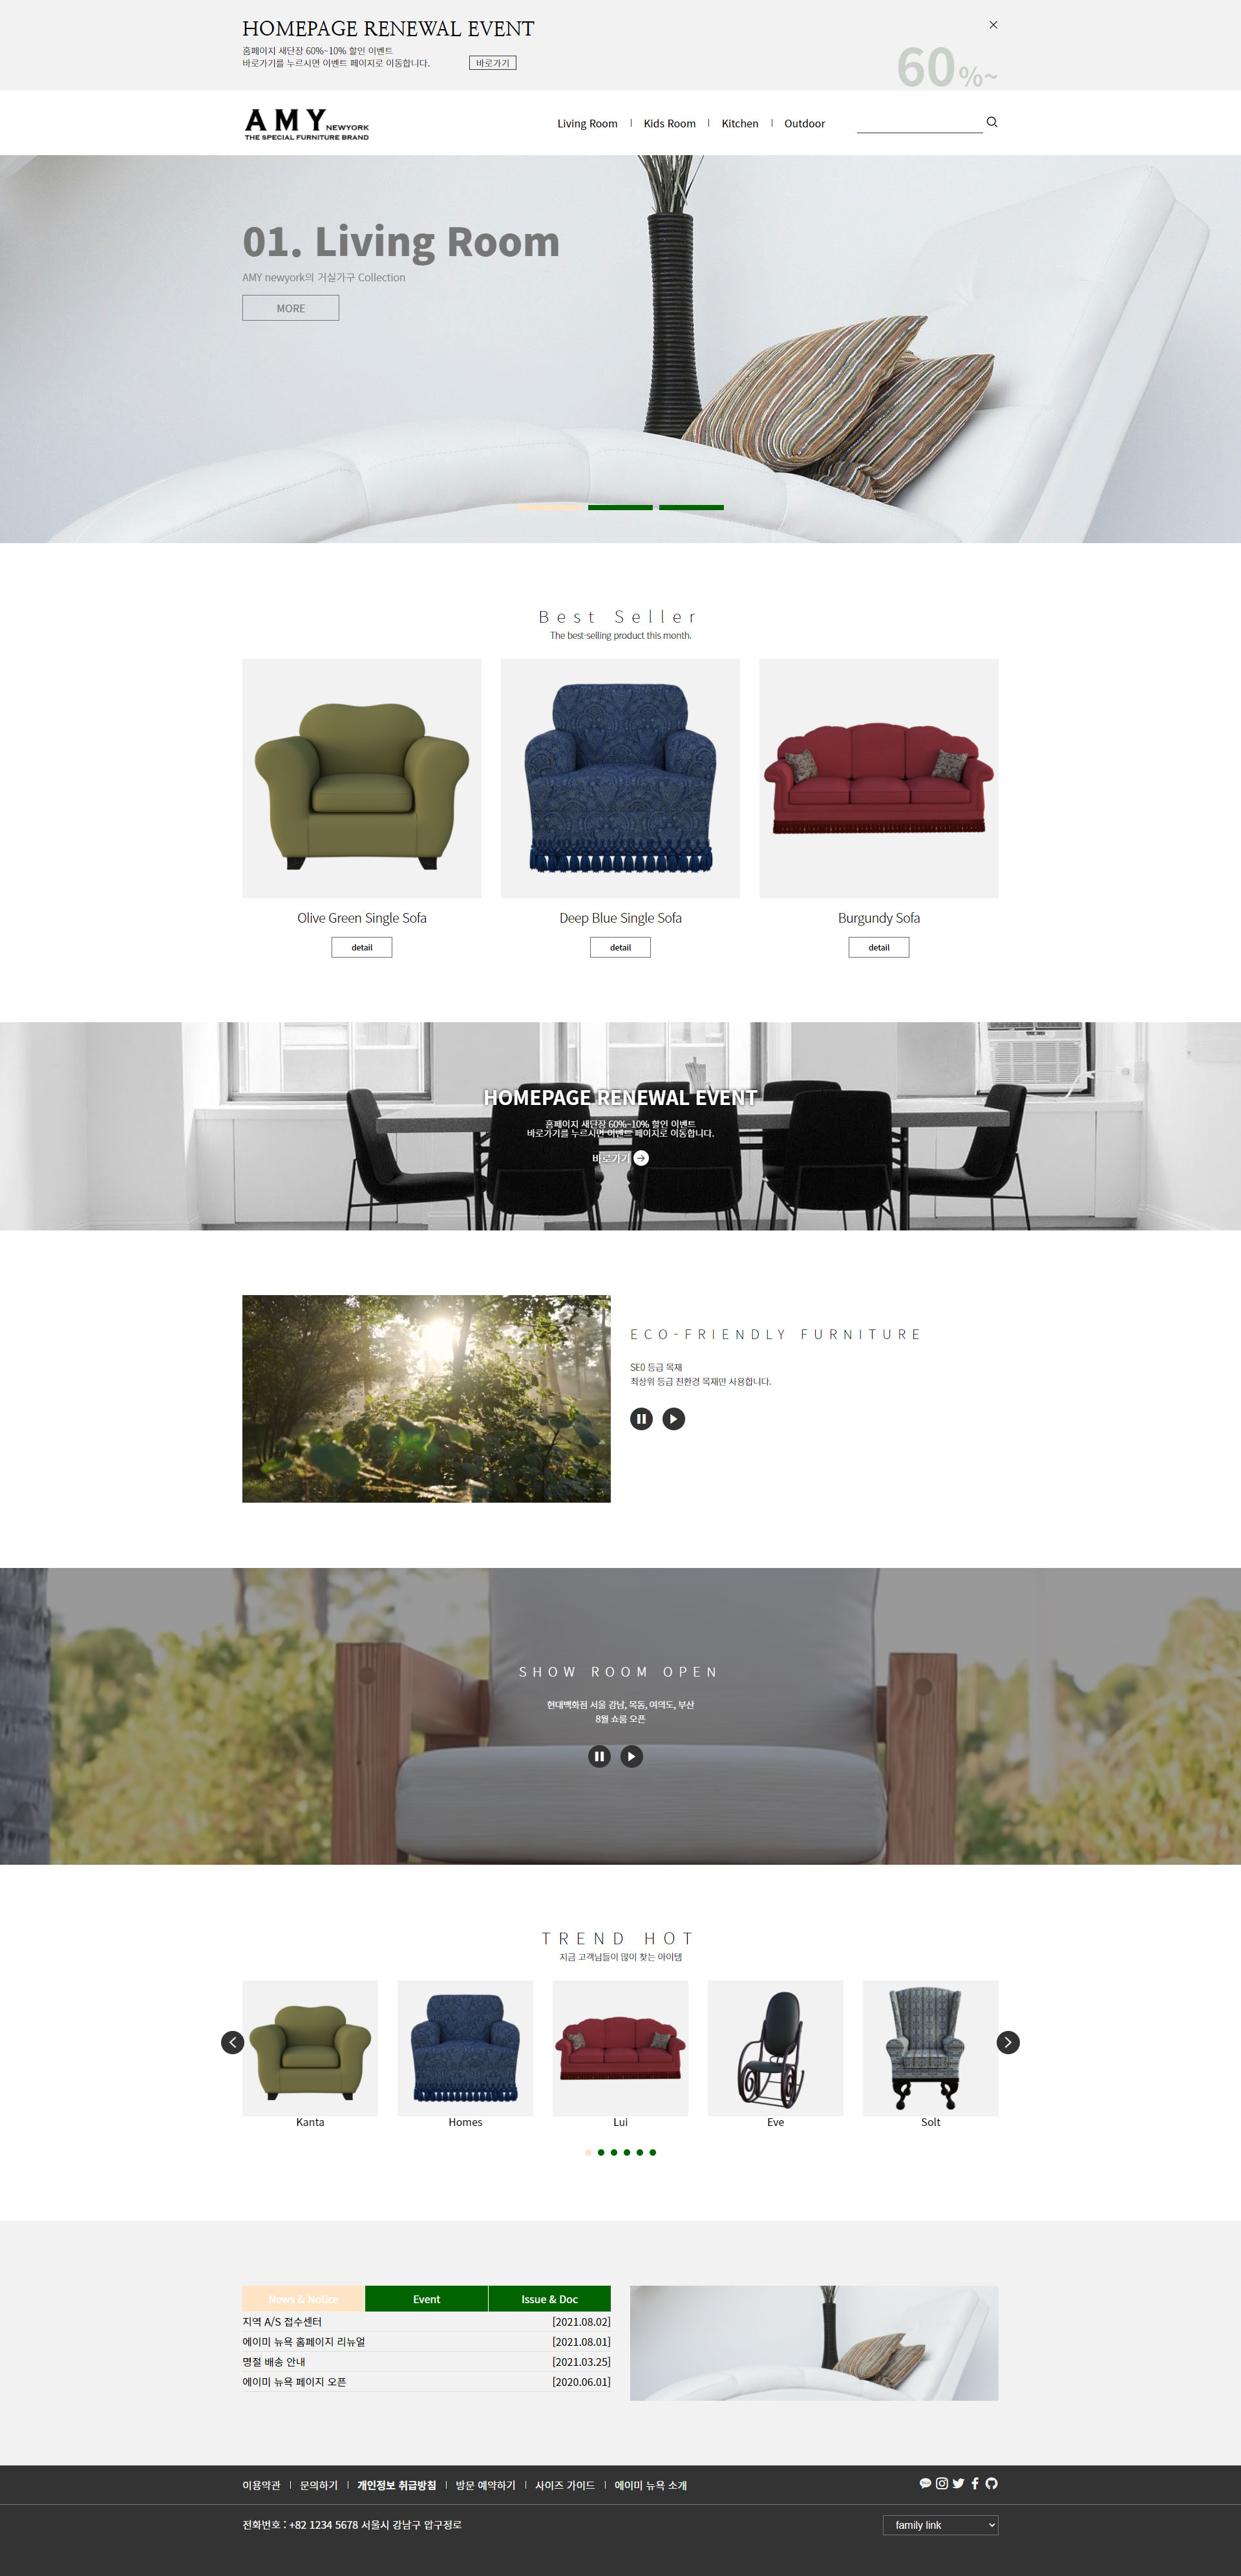 HOMEPAGE RENEWAL EVENT
홈페이지 새단장 60%~10% 할인 이벤트
바로가기를 누르시면 이벤트 페이지로 이동합니다.
바로가기
60%~
AMY NEWYORK
THE SPECIAL FURNITURE BRAND
Living Room
Kids Room
Kitchen
Outdoor
01. Living Room
AMY newyork의 거실가구 Collection
MORE
Best Seller
The best-selling product this month.
Olive Green Single Sofa
detail
Deep Blue Single Sofa
detail
Burgundy Sofa
detail
HOMEPAGE RENEWAL EVENT
홈페이지 새단장 60%~10% 할인 이벤트
바로가기를 누르시면 이벤트 페이지로 이동합니다.
바로가기
ECO-FRIENDLY FURNITURE
SE0 등급 목재
최상위 등급 친환경 목재만 사용합니다.
SHOW ROOM OPEN
현대백화점 서울 강남, 목동, 여의도, 부산
8월 쇼룸 오픈
TREND HOT
지금 고객님들이 많이 찾는 아이템
Kanta
Homes
Lui
Eve
Solt
News & Notice
Event
Issue & Doc
지역 A/S 접수센터 [2021.08.02]
에이미 뉴욕 홈페이지 리뉴얼 [2021.08.01]
명절 배송 안내 [2021.03.25]
에이미 뉴욕 페이지 오픈 [2020.06.01]
이용약관
문의하기
개인정보 취급방침
방문 예약하기
사이즈 가이드
에이미 뉴욕 소개
전화번호 : +82 1234 5678 서울시 강남구 압구정로
family link